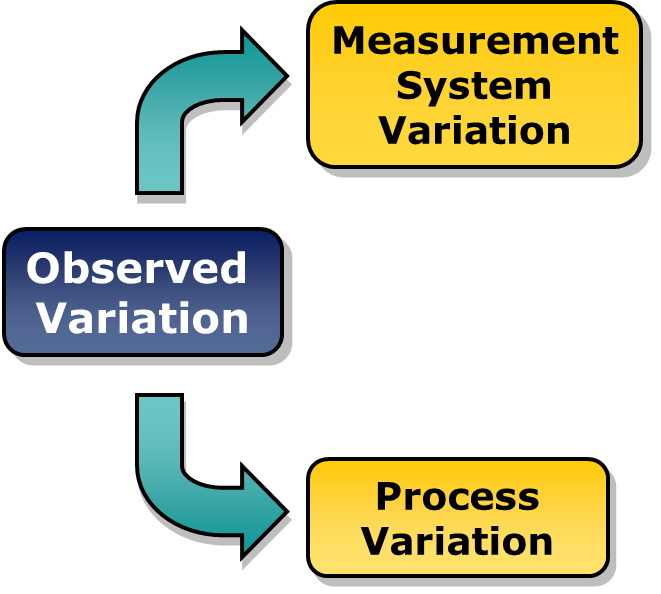 Measurement
System
Variation
Observed
Variation
Process
Variation